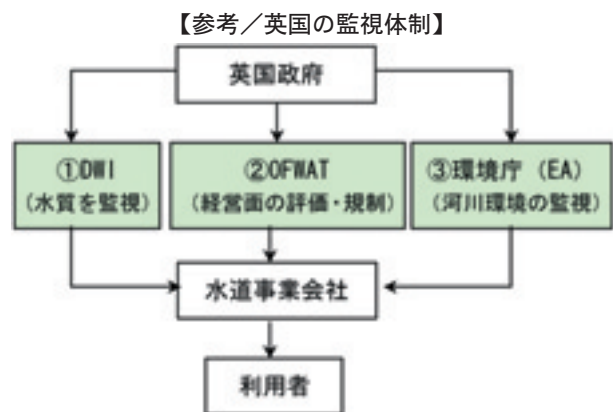 【参考／英国の監視体制】
英国政府
①DWI
(水質を監視)
②OFWAT
(経営面の評価・規制)
③環境庁（EA）
(河川環境の監視)
水道事業会社
利用者